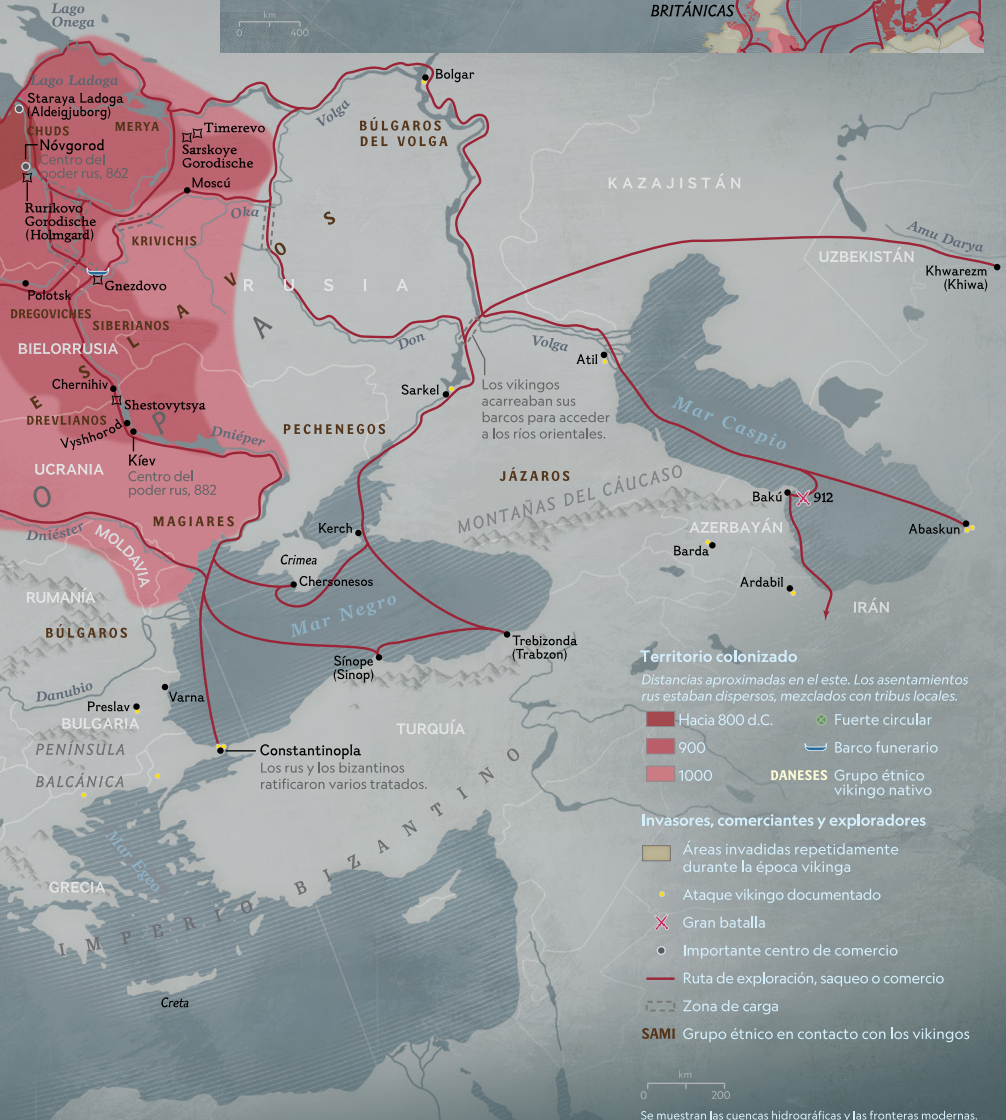 Lago
Onega
BRITÁNICAS
km
0 400
Lago Ladoga
Staraya Ladoga
(Aldeigjuborg)
CHUDS
MERYA
Nóvgorod
Centro del
poder rus, 862
Timerevo
Sarskoye
Gorodische
Moscú
Volga
Bolgar
BÚLGAROS
DEL VOLGA
KAZAJISTÁN
Rurikovo
Gorodische
(Holmgard)
Oka
KRIVICHIS
ESLAVOS
RUSIA
Amu Darya
UZBEKISTÁN
Khwarezm
(Khiwa)
Polotsk
Gnezdovo
DREGOVICHES
SIBERIANOS
BIELORRUSIA
O P A
Don
Volga
Atil
Chernihiv
Shestovytsya
DREVLIANOS
Vyshhorod
Sarkel
Los vikingos
acarreaban sus
barcos para acceder
a los ríos orientales.
Mar Caspio
PECHENEGOS
Dniéper
Kíev
Centro del
poder rus, 882
UCRANIA
JÁZAROS
MONTAÑAS DEL CÁUCASO
Bakú
912
MAGIARES
Dniéster
MOLDAVIA
Kerch
AZERBAYÁN
Barda
Abaskun
Crimea
Chersonesos
Ardabil
IRÁN
RUMANÍA
BÚLGAROS
Mar Negro
Trebizonda
(Trabzon)
Sínope
(Sinop)
Danubio
Varna
Preslav
BULGARIA
TURQUÍA
PENÍNSULA
BALCÁNICA
Constantinopla
Los rus y los bizantinos
ratificaron varios tratados.
Mar Egeo
GRECIA
IMPERIO BIZANTINO
Creta
Territorio colonizado
Distancias aproximadas en el este. Los asentamientos
rus estaban dispersos, mezclados con tribus locales.
Hacia 800 d.C.
Fuerte circular
900
Barco funerario
1000
DANESES Grupo étnico
vikingo nativo
Invasores, comerciantes y exploradores
Áreas invadidas repetidamente
durante la época vikinga
Ataque vikingo documentado
Gran batalla
Importante centro de comercio
Ruta de exploración, saqueo o comercio
Zona de carga
SAMI Grupo étnico en contacto con los vikingos
km
0 200
Se muestran las cuencas hidrográficas y las fronteras modernas.